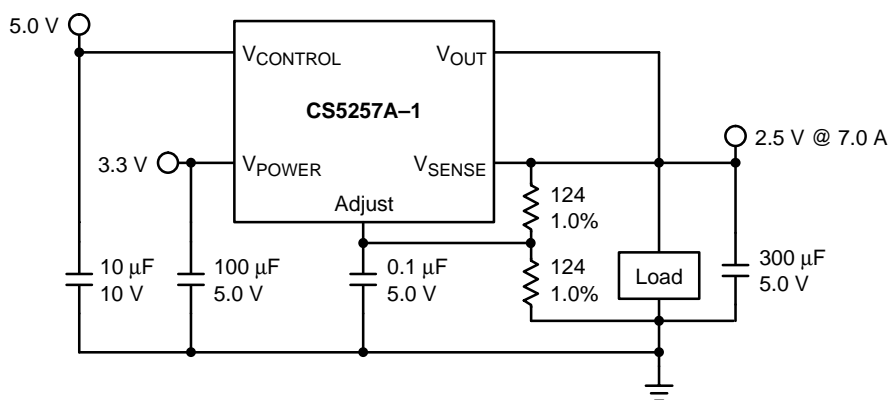 5.0 V
VCONTROL
VOUT
CS5257A–1
2.5 V @ 7.0 A
3.3 V
VPOWER
VSENSE
Adjust
124
1.0%
10 μF
10 V
100 μF
5.0 V
0.1 μF
5.0 V
124
1.0%
Load
300 μF
5.0 V